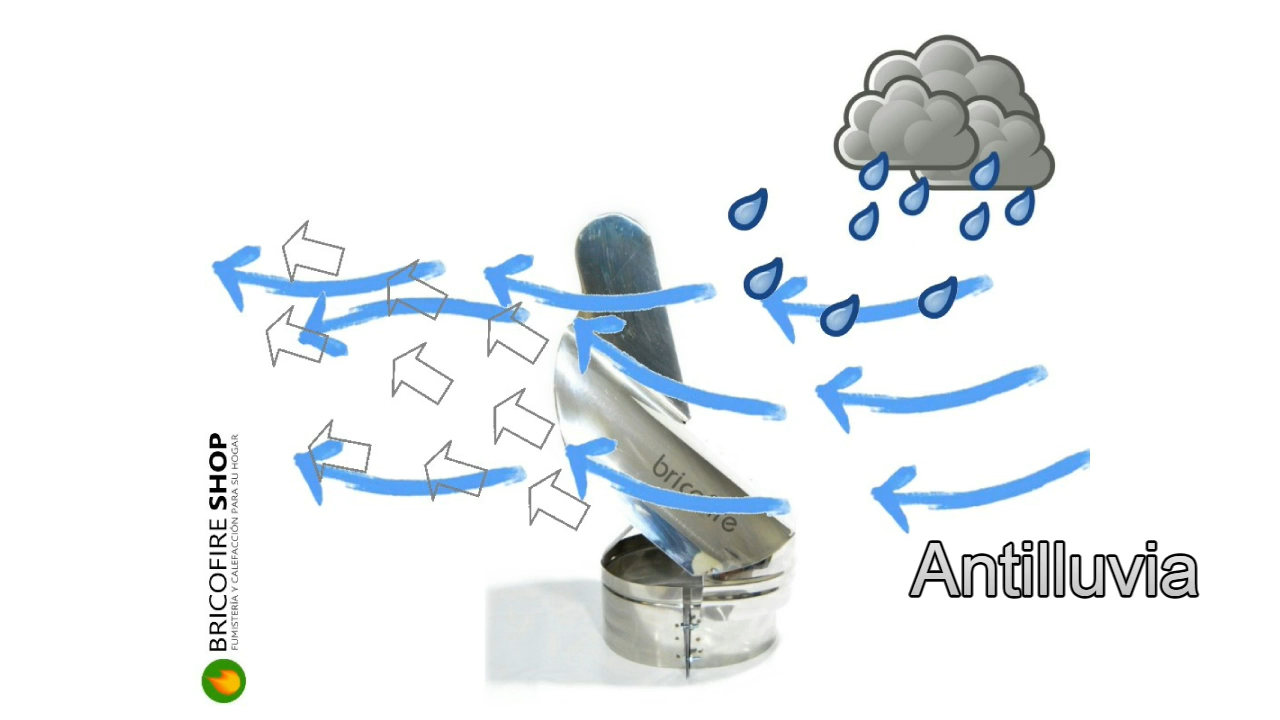 bricofire
Antilluvia
BRICOFIRE SHOP
FUMISTERÍA Y CALEFACCIÓN PARA SU HOGAR